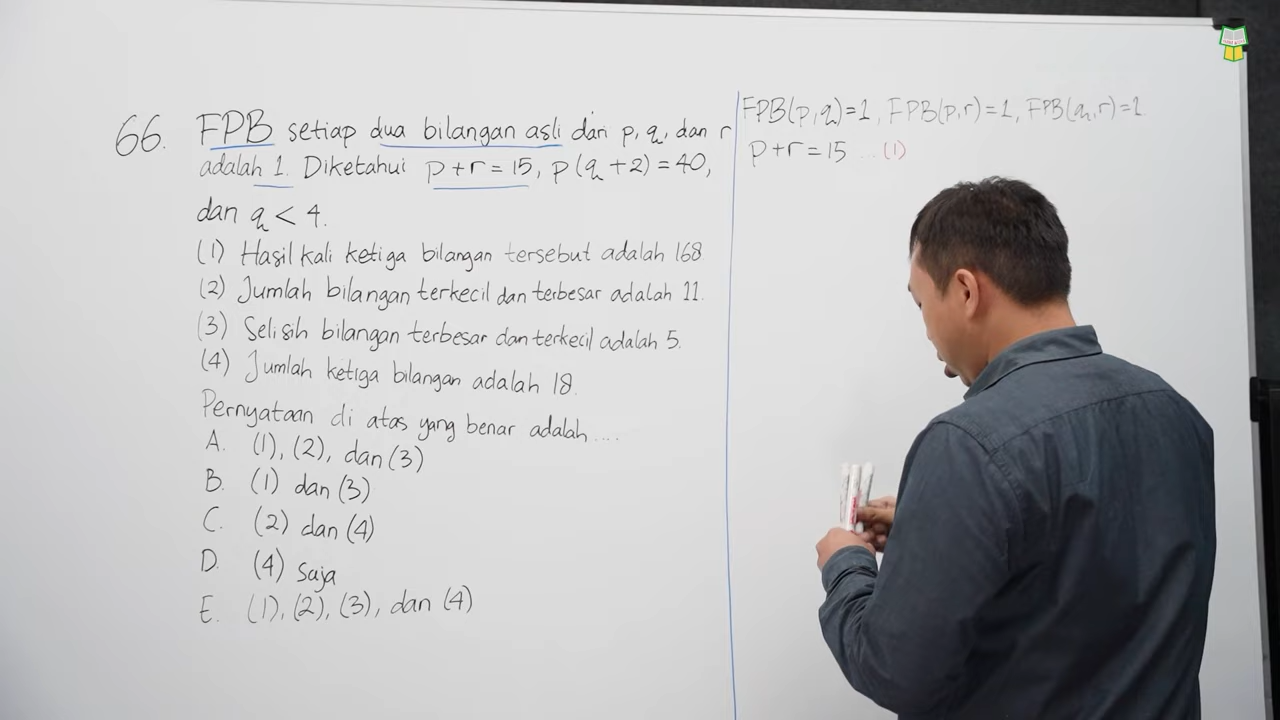 66. FPB setiap dua bilangan asli dari p, q, dan r
adalah 1. Diketahui p+r = 15, p(q+2) = 40,
dan q < 4.
(1) Hasil kali ketiga bilangan tersebut adalah 168.
(2) Jumlah bilangan terkecil dan terbesar adalah 11.
(3) Selisih bilangan terbesar dan terkecil adalah 5.
(4) Jumlah ketiga bilangan adalah 18.
Pernyataan di atas yang benar adalah ....
A. (1), (2), dan (3)
B. (1) dan (3)
C. (2) dan (4)
D. (4) saja
E. (1), (2), (3), dan (4)
FPB(p,q)=1, FPB(p,r)=1, FPB(q,r)=1
p+r=15 ...(1)